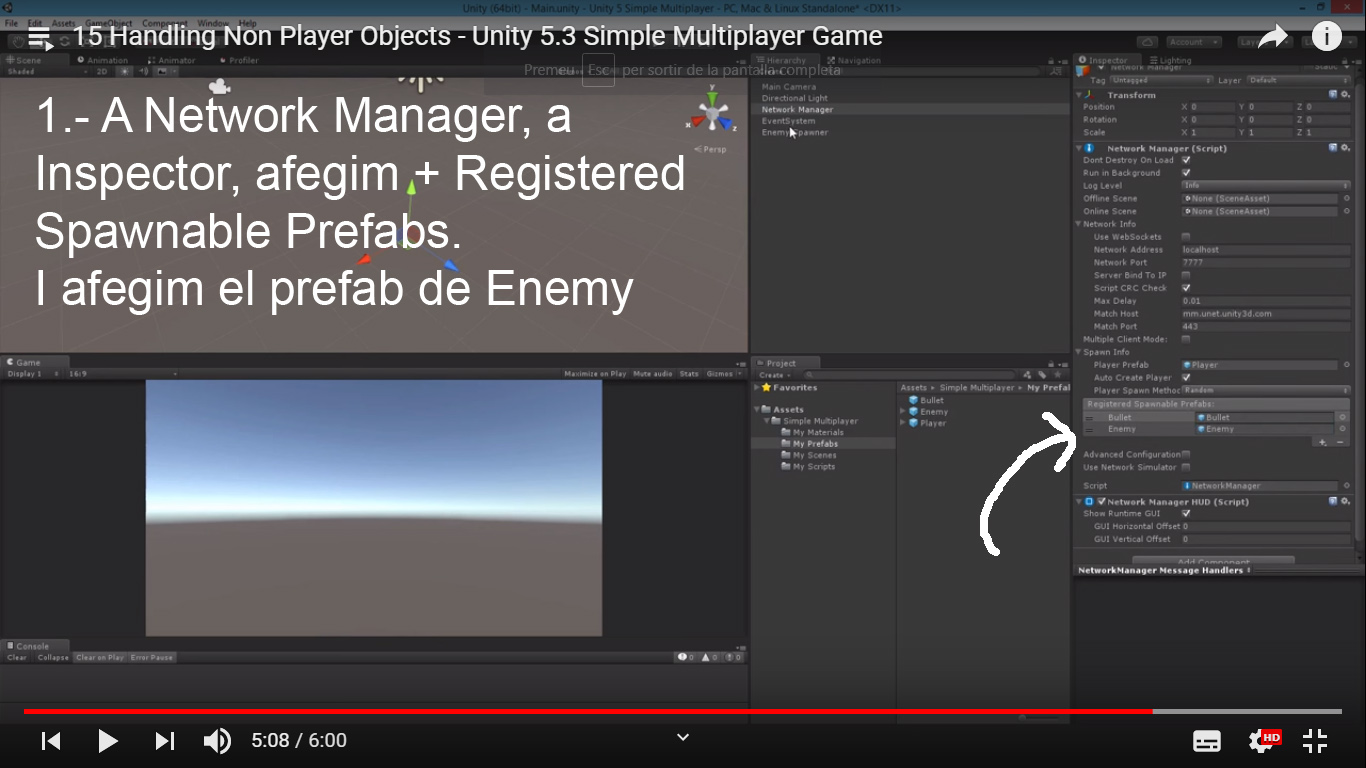 Unity (64bit) - Main.unity - Unity 5 Simple Multiplayer - PC, Mac & Linux Standalone* <DX11>
File Edit Assets GameObject Component Window Help
15 Handling Non Player Objects - Unity 5.3 Simple Multiplayer Game
Account
Premeu Esc per sortir de la pantalla completa
Scene Animation Animator Profiler
Shaded 2D
1.- A Network Manager, a
Inspector, afegim + Registered
Spawnable Prefabs.
I afegim el prefab de Enemy
y
x
z
Persp
Hierarchy Navigation
Main Camera
Directional Light
Network Manager
EventSystem
EnemySpawner
Inspector Lighting
Network Manager
Tag Untagged Layer Default
Transform
Position X 0 Y 0 Z 0
Rotation X 0 Y 0 Z 0
Scale X 1 Y 1 Z 1
Network Manager (Script)
Dont Destroy On Load
Run in Background
Log Level Info
Offline Scene None (SceneAsset)
Online Scene None (SceneAsset)
Network Info
Use WebSockets
Network Address localhost
Network Port 7777
Server Bind To IP
Script CRC Check
Max Delay 0.01
Match Host mm.unet.unity3d.com
Match Port 443
Multiple Client Mode:
Spawn Info
Player Prefab Player
Auto Create Player
Player Spawn Method Random
Registered Spawnable Prefabs:
Bullet Bullet
Enemy Enemy
+ −
Advanced Configuration
Use Network Simulator
Script NetworkManager
Network Manager HUD (Script)
Show Runtime GUI
GUI Horizontal Offset 0
GUI Vertical Offset 0
Add Component
NetworkManager Message Handlers
Game
Display 1 16:9 Maximize on Play Mute audio Stats Gizmos
Project
Create
Favorites
Assets
Simple Multiplayer
My Materials
My Prefabs
My Scenes
My Scripts
Assets ▸ Simple Multiplayer ▸ My Prefal
Bullet
Enemy
Player
Console
Clear Collapse Clear on Play Error Pause 0 0 0
5:08 / 6:00
HD